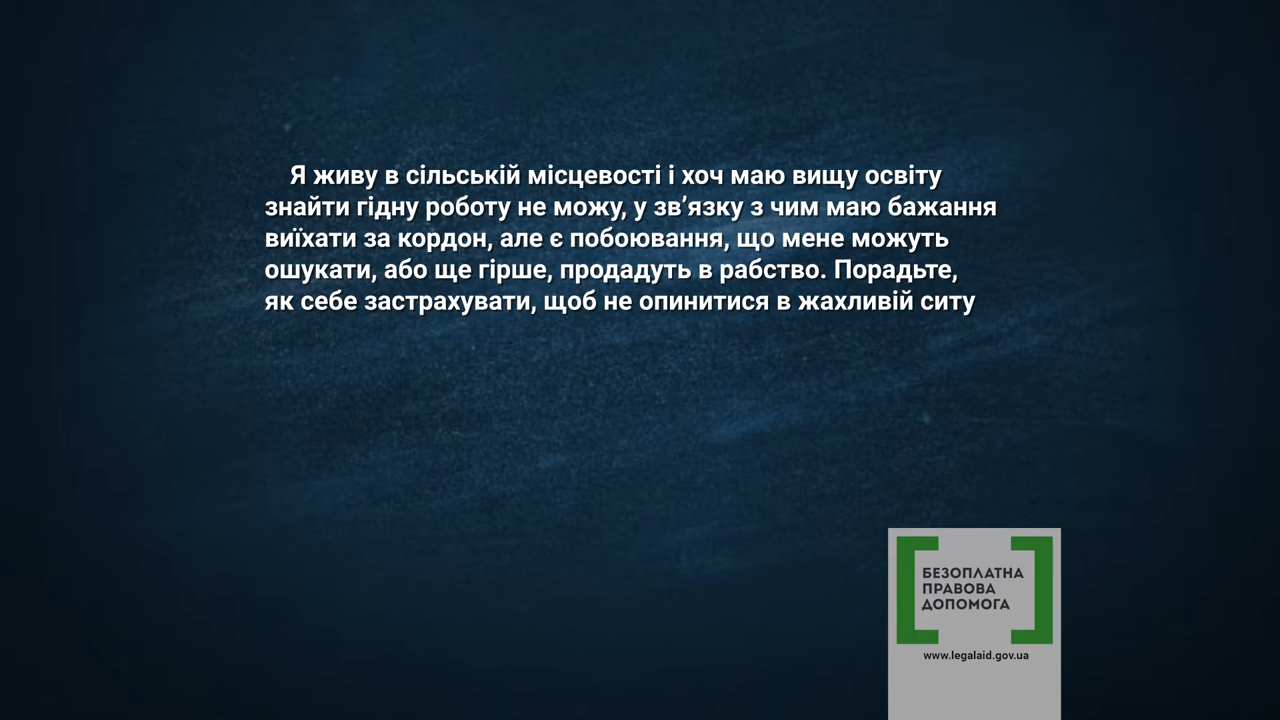 Я живу в сільській місцевості і хоч маю вищу освіту
знайти гідну роботу не можу, у зв’язку з чим маю бажання
виїхати за кордон, але є побоювання, що мене можуть
ошукати, або ще гірше, продадуть в рабство. Порадьте,
як себе застрахувати, щоб не опинитися в жахливій ситу
БЕЗОПЛАТНА
ПРАВОВА
ДОПОМОГА
www.legalaid.gov.ua